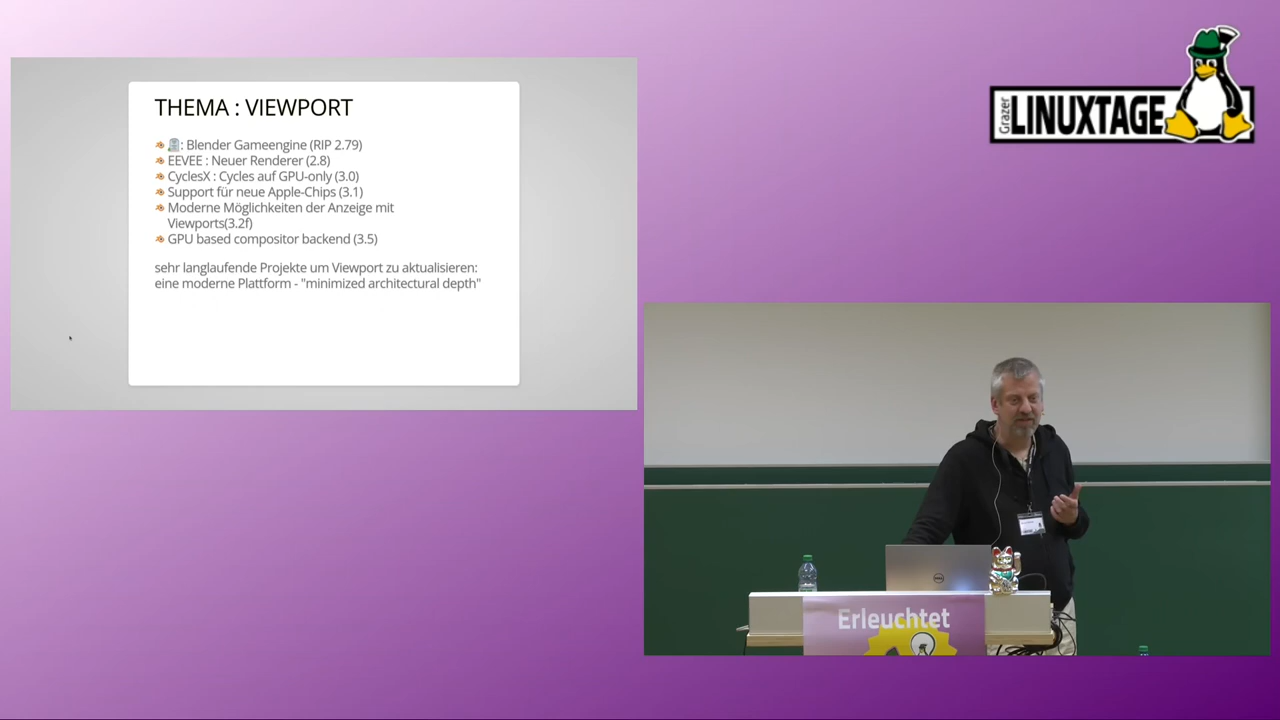 THEMA : VIEWPORT
🪦: Blender Gameengine (RIP 2.79)
EEVEE : Neuer Renderer (2.8)
CyclesX : Cycles auf GPU-only (3.0)
Support für neue Apple-Chips (3.1)
Moderne Möglichkeiten der Anzeige mit
Viewports(3.2f)
GPU based compositor backend (3.5)
sehr langlaufende Projekte um Viewport zu aktualisieren:
eine moderne Plattform - "minimized architectural depth"
Grazer
LINUXTAGE
DELL
Erleuchtet